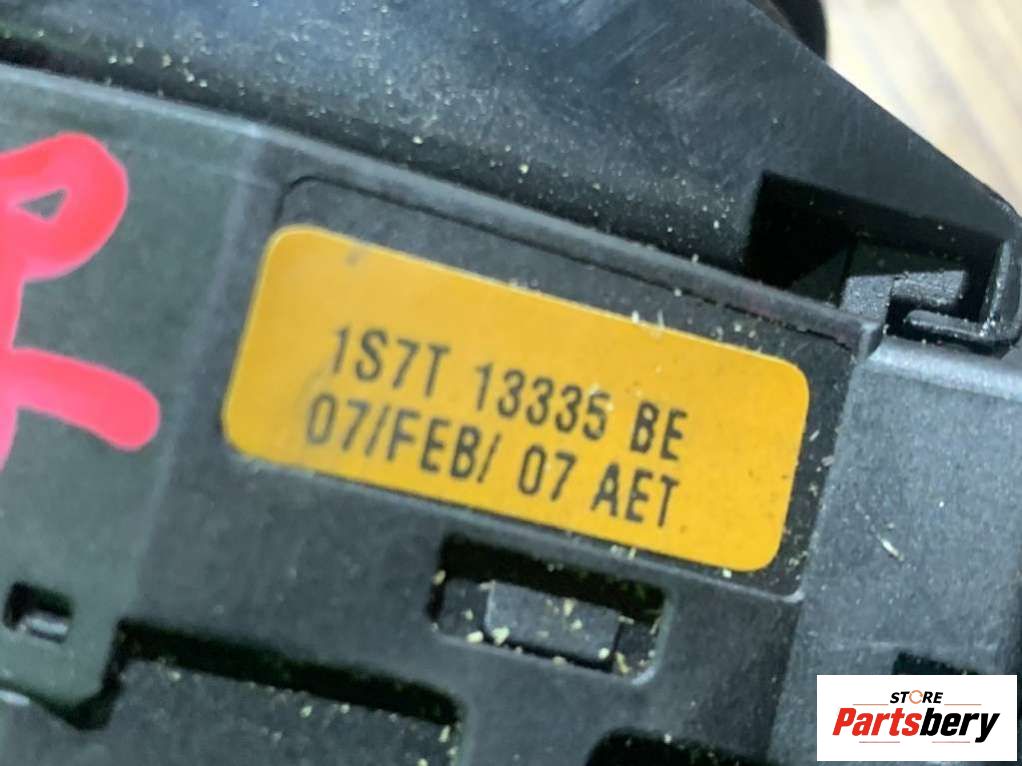 1S7T 13335 BE
07/FEB/ 07 AET
STORE
Partsbery